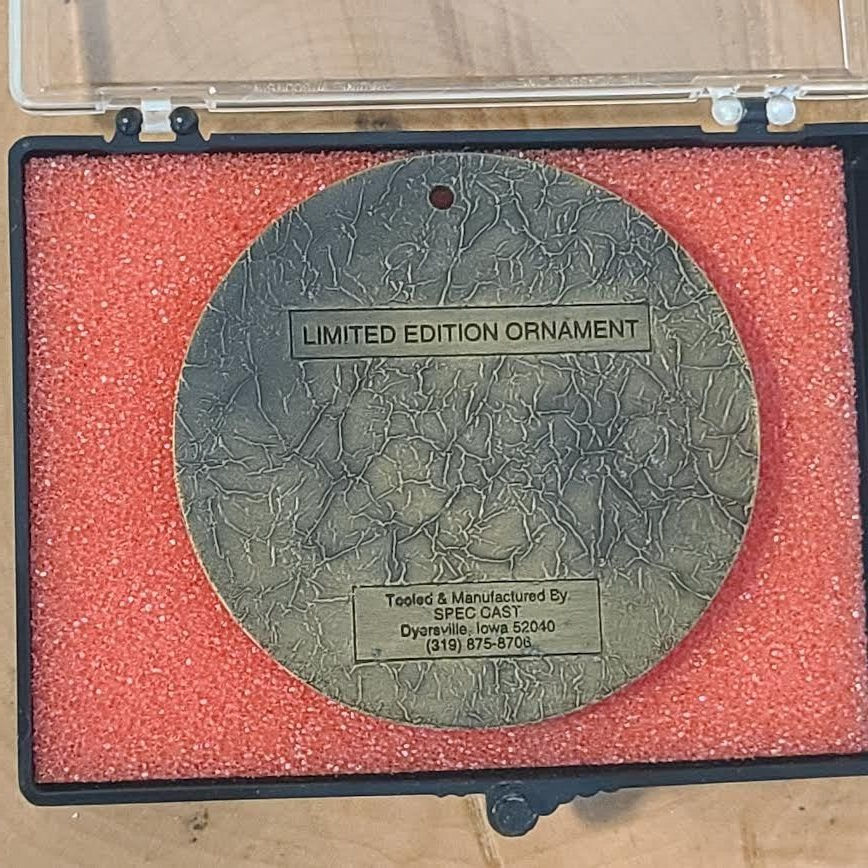 LIMITED EDITION ORNAMENT
Tooled & Manufactured By
SPEC CAST
Dyersville, Iowa 52040
(319) 875-8706